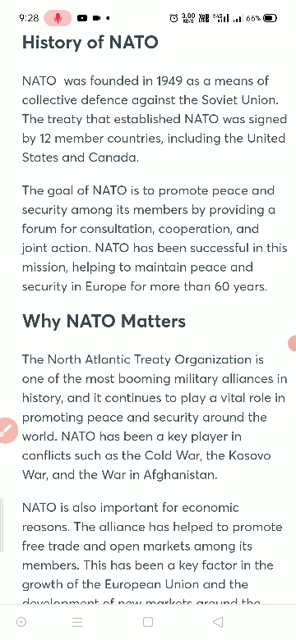 9:28
3.00
66%
History of NATO
NATO was founded in 1949 as a means of
collective defence against the Soviet Union.
The treaty that established NATO was signed
by 12 member countries, including the United
States and Canada.
The goal of NATO is to promote peace and
security among its members by providing a
forum for consultation, cooperation, and
joint action. NATO has been successful in this
mission, helping to maintain peace and
security in Europe for more than 60 years.
Why NATO Matters
The North Atlantic Treaty Organization is
one of the most booming military alliances in
history, and it continues to play a vital role in
promoting peace and security around the
world. NATO has been a key player in
conflicts such as the Cold War, the Kosovo
War, and the War in Afghanistan.
NATO is also important for economic
reasons. The alliance has helped to promote
free trade and open markets among its
members. This has been a key factor in the
growth of the European Union and the
development of new markets around the